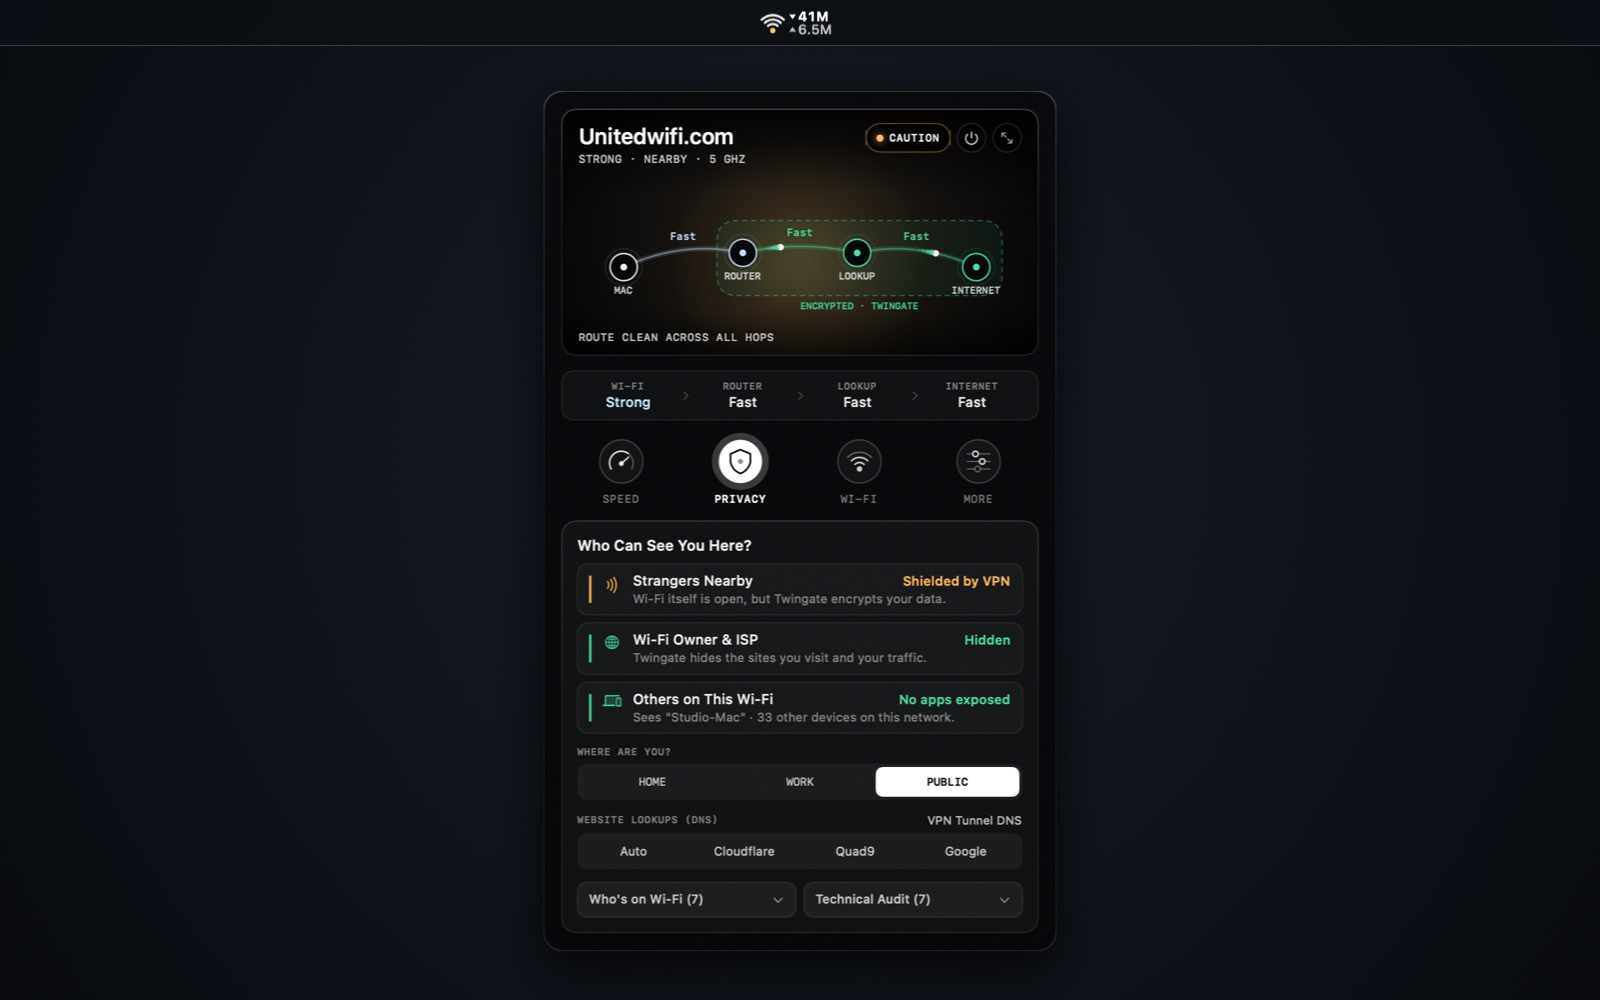 41M
6.5M
Unitedwifi.com
CAUTION
STRONG · NEARBY · 5 GHZ
Fast
Fast
Fast
MAC
ROUTER
LOOKUP
INTERNET
ENCRYPTED · TWINGATE
ROUTE CLEAN ACROSS ALL HOPS
WI-FI
ROUTER
LOOKUP
INTERNET
Strong
Fast
Fast
Fast
SPEED
PRIVACY
WI-FI
MORE
Who Can See You Here?
Strangers Nearby
Shielded by VPN
Wi-Fi itself is open, but Twingate encrypts your data.
Wi-Fi Owner & ISP
Hidden
Twingate hides the sites you visit and your traffic.
Others on This Wi-Fi
No apps exposed
Sees "Studio-Mac" · 33 other devices on this network.
WHERE ARE YOU?
HOME
WORK
PUBLIC
WEBSITE LOOKUPS (DNS)
VPN Tunnel DNS
Auto
Cloudflare
Quad9
Google
Who's on Wi-Fi (7)
Technical Audit (7)